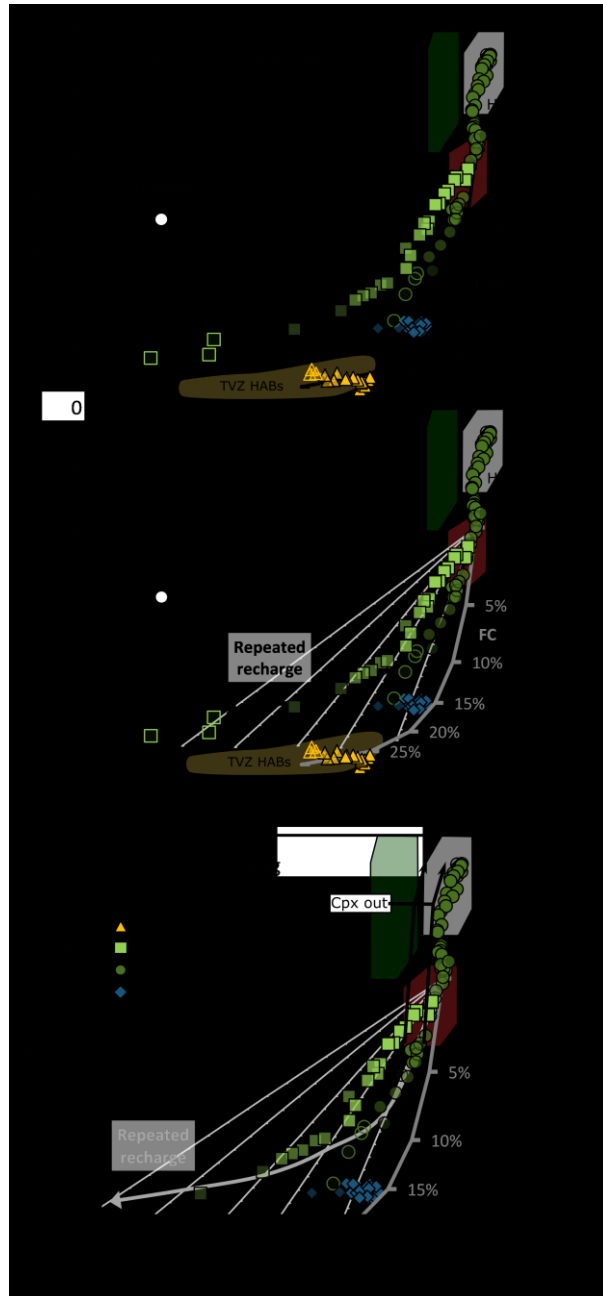 H
TVZ HABs
0
H
5%
FC
Repeated
recharge
10%
15%
20%
25%
TVZ HABs
Cpx out
5%
Repeated
recharge
10%
15%